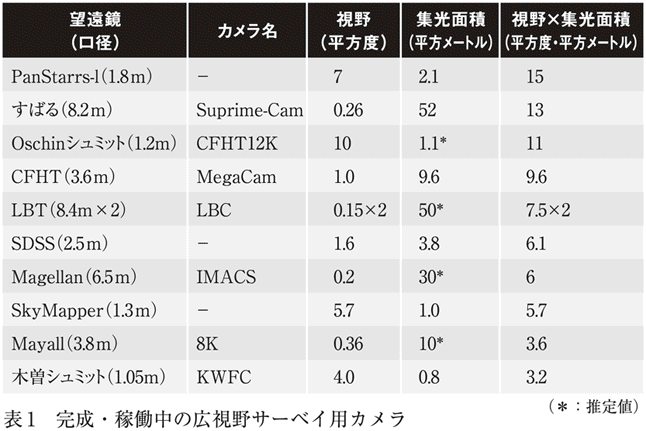 望遠鏡 カメラ名 視野 集光面積 視野×集光面積
(口径) (平方度) (平方メートル) (平方度・平方メートル)
PanStarrs-l(1.8m) − 7 2.1 15
すばる(8.2m) Suprime-Cam 0.26 52 13
Oschinシュミット(1.2m) CFHT12K 10 1.1* 11
CFHT(3.6m) MegaCam 1.0 9.6 9.6
LBT(8.4m×2) LBC 0.15×2 50* 7.5×2
SDSS(2.5m) − 1.6 3.8 6.1
Magellan(6.5m) IMACS 0.2 30* 6
SkyMapper(1.3m) − 5.7 1.0 5.7
Mayall(3.8m) 8K 0.36 10* 3.6
木曽シュミット(1.05m) KWFC 4.0 0.8 3.2
(*：推定値)
表1 完成・稼働中の広視野サーベイ用カメラ